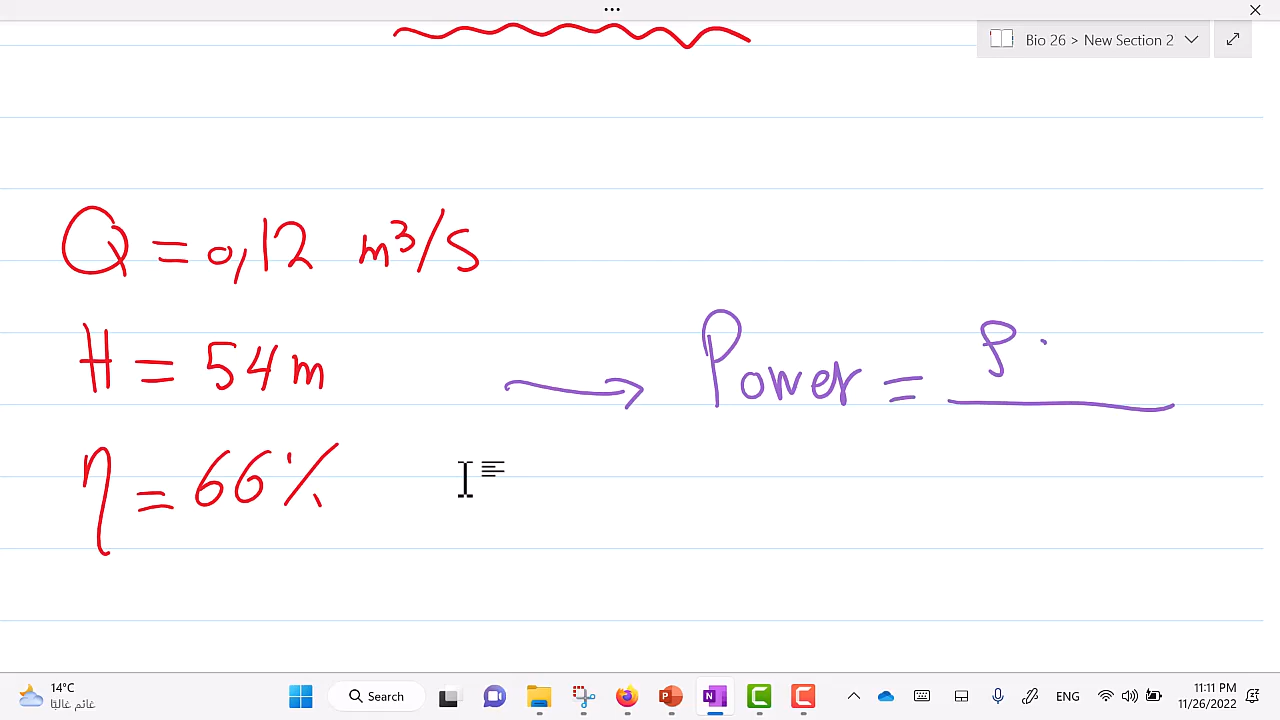 Bio 26 > New Section 2
Q = 0,12 m³/s
H = 54 m
Power = ρ.
η = 66 %
14°C
غائم غالبًا
Search
ENG
11:11 PM
11/26/2022